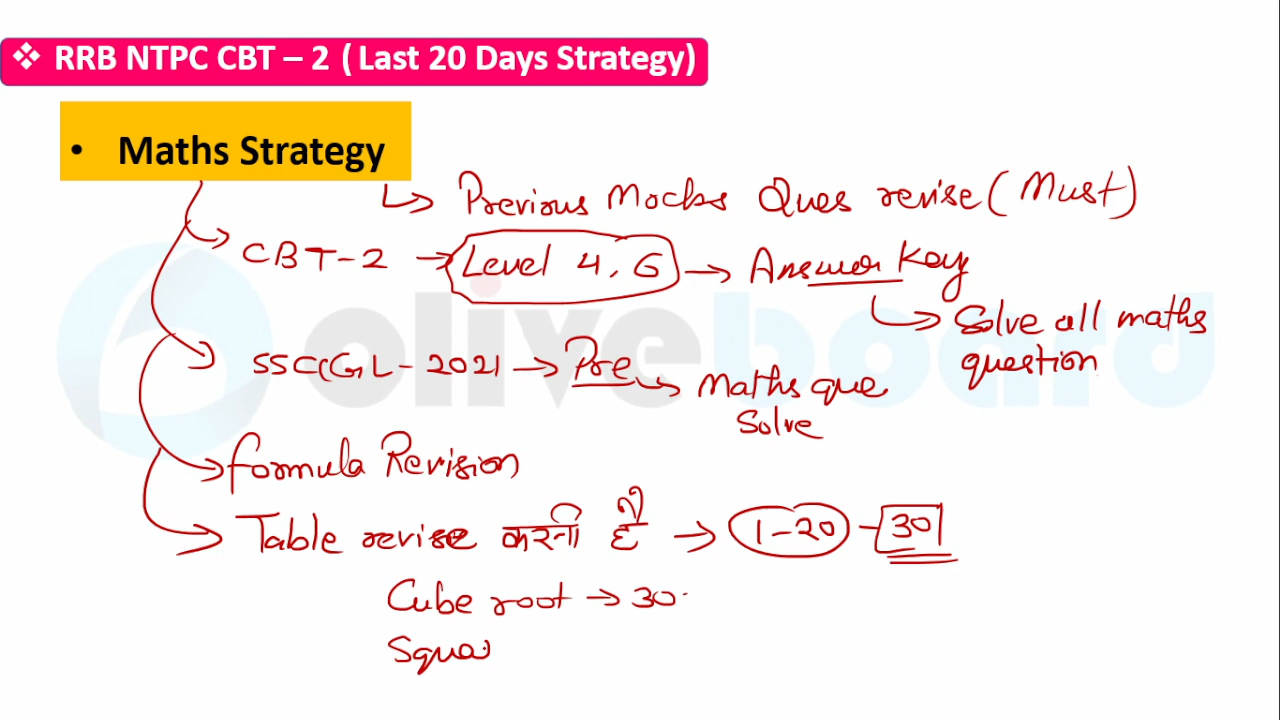 ❖ RRB NTPC CBT – 2 ( Last 20 Days Strategy)
• Maths Strategy
↳ Previous Mocks Ques revise (Must)
CBT-2 → Level 4, 6 → Answer Key
↳ Solve all maths
question
SSC CGL - 2021 → Pre → Maths que
Solve
formula Revision
Table revise करनी है → 1-20 - 30
Cube root → 30
Squa
oliveboard